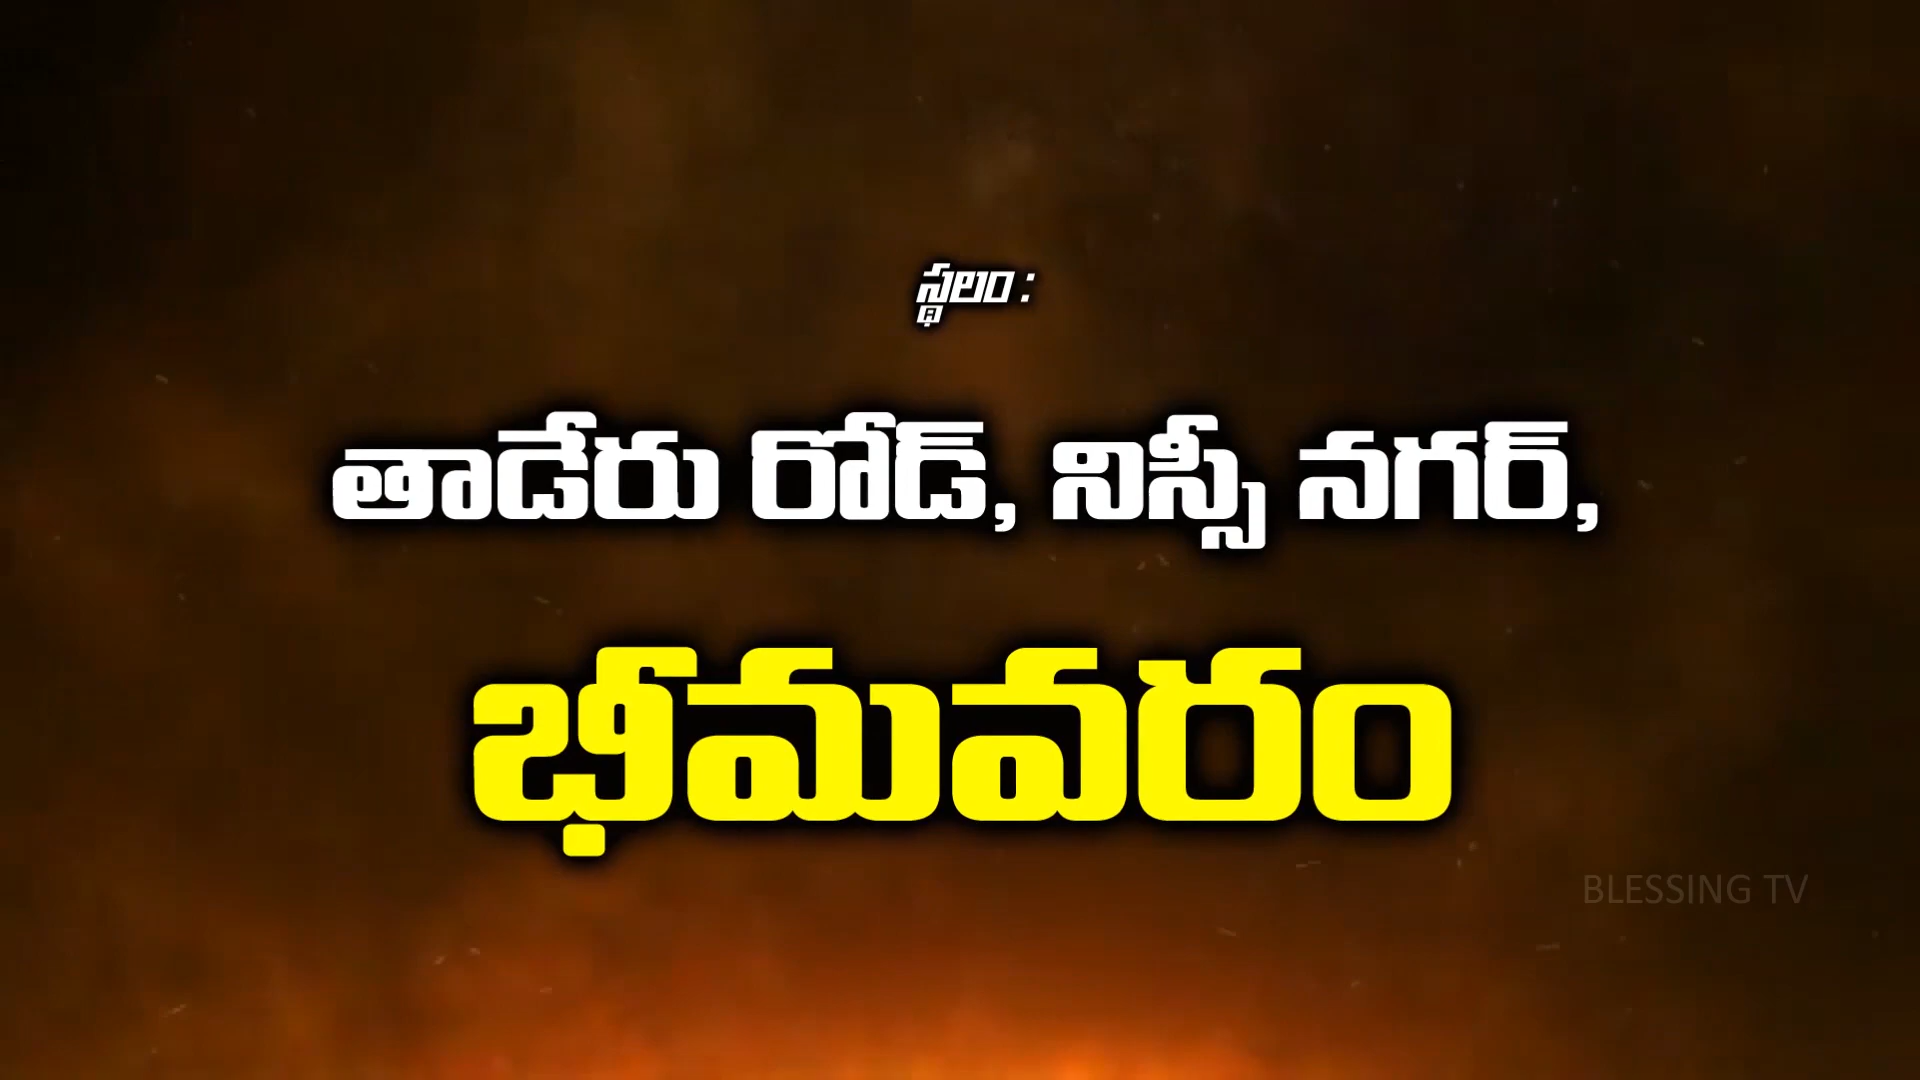 స్థలం :
తాడేరు రోడ్, నిస్సీ నగర్,
భీమవరం
BLESSING TV